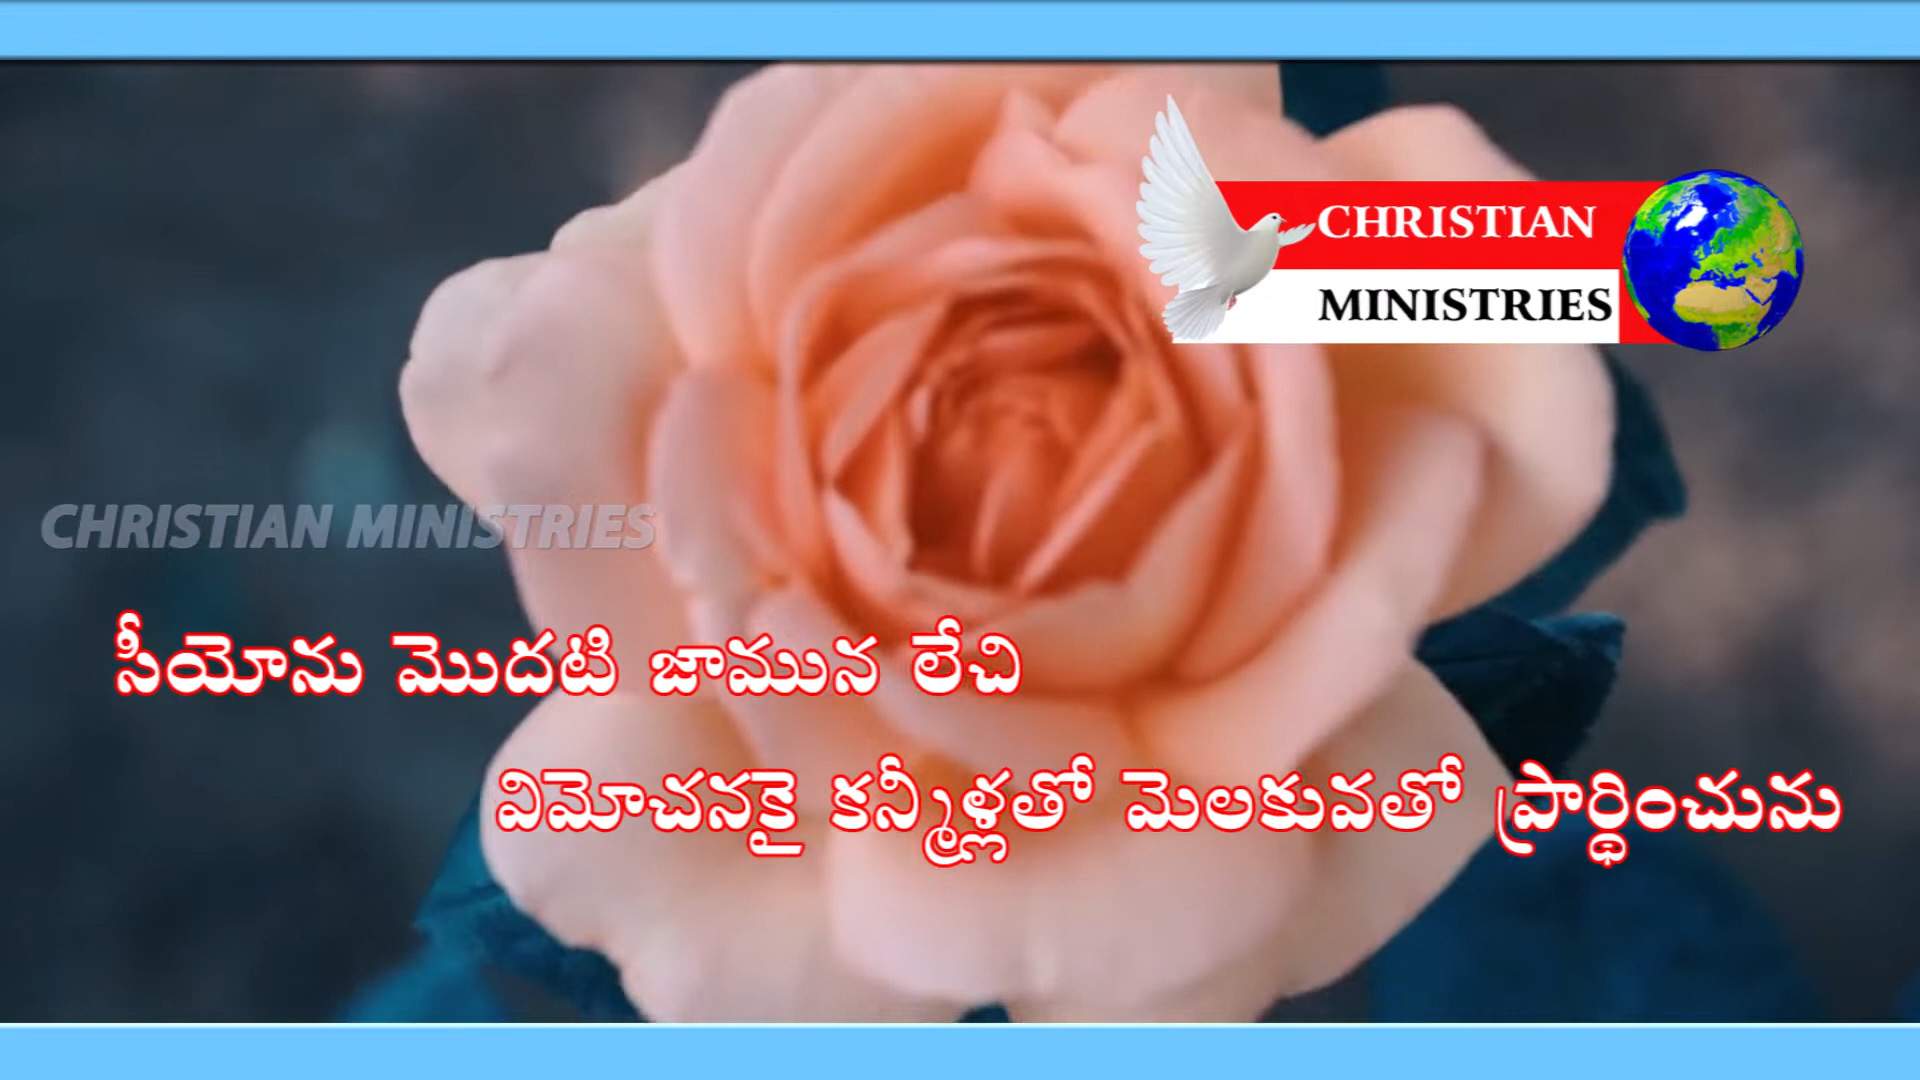 CHRISTIAN
MINISTRIES
CHRISTIAN MINISTRIES
సీయోను మొదటి జామున లేచి
విమోచనకై కన్మీళ్లతో మెలకువతో ప్రార్థించును